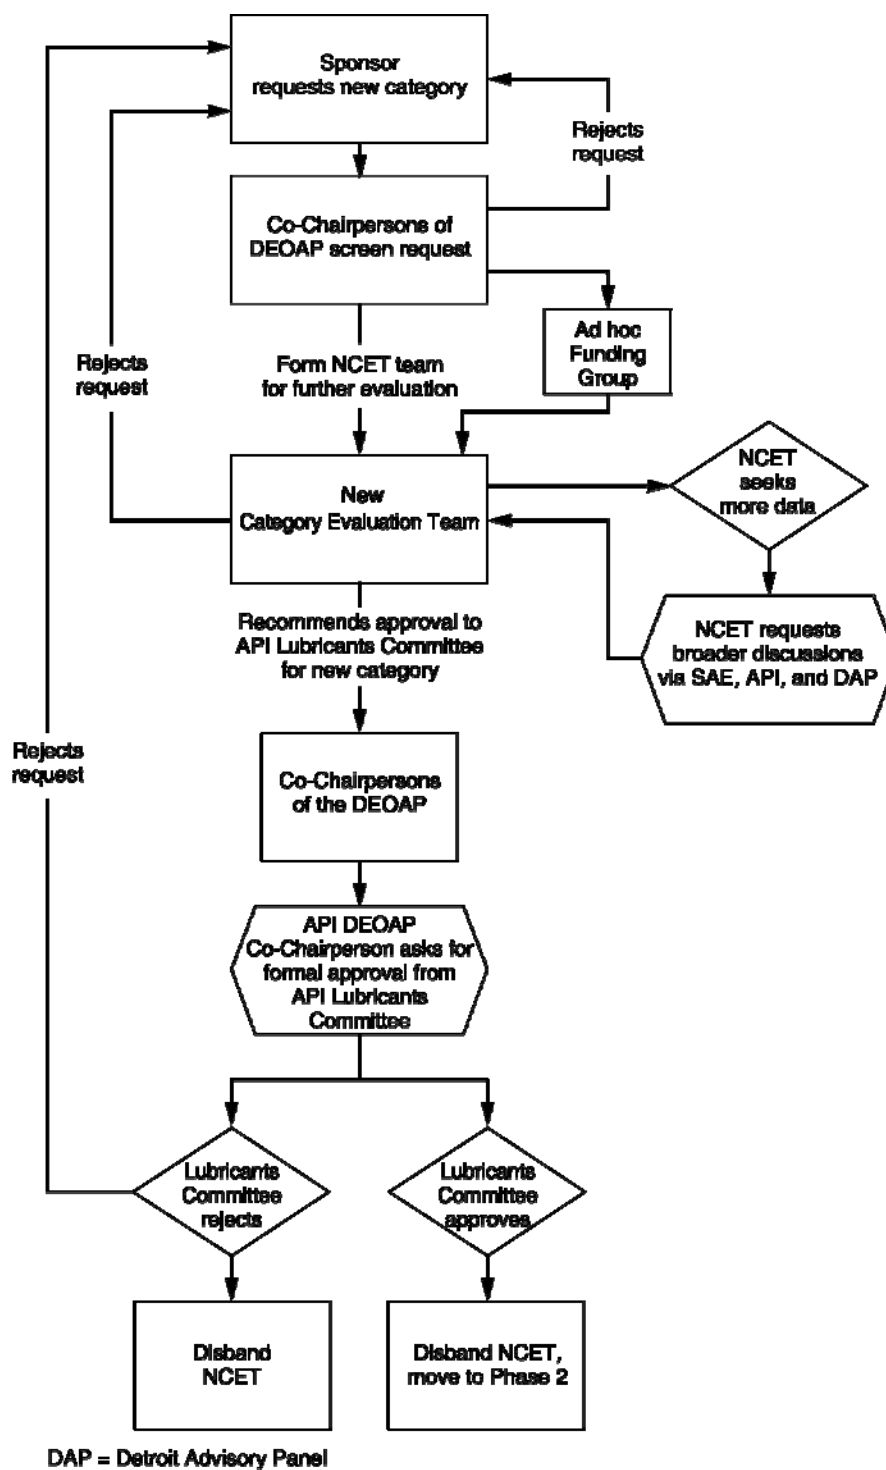 Sponsor
requests new category
Rejects
request
Co-Chairpersons of
DEOAP screen request
Ad hoc
Funding
Group
Rejects
request
Form NCET team
for further evaluation
NCET
seeks
more data
New
Category Evaluation Team
Recommends approval to
API Lubricants Committee
for new category
NCET requests
broader discussions
via SAE, API, and DAP
Rejects
request
Co-Chairpersons
of the DEOAP
API DEOAP
Co-Chairperson asks for
formal approval from
API Lubricants
Committee
Lubricants
Committee
rejects
Lubricants
Committee
approves
Disband
NCET
Disband NCET,
move to Phase 2
DAP = Detroit Advisory Panel